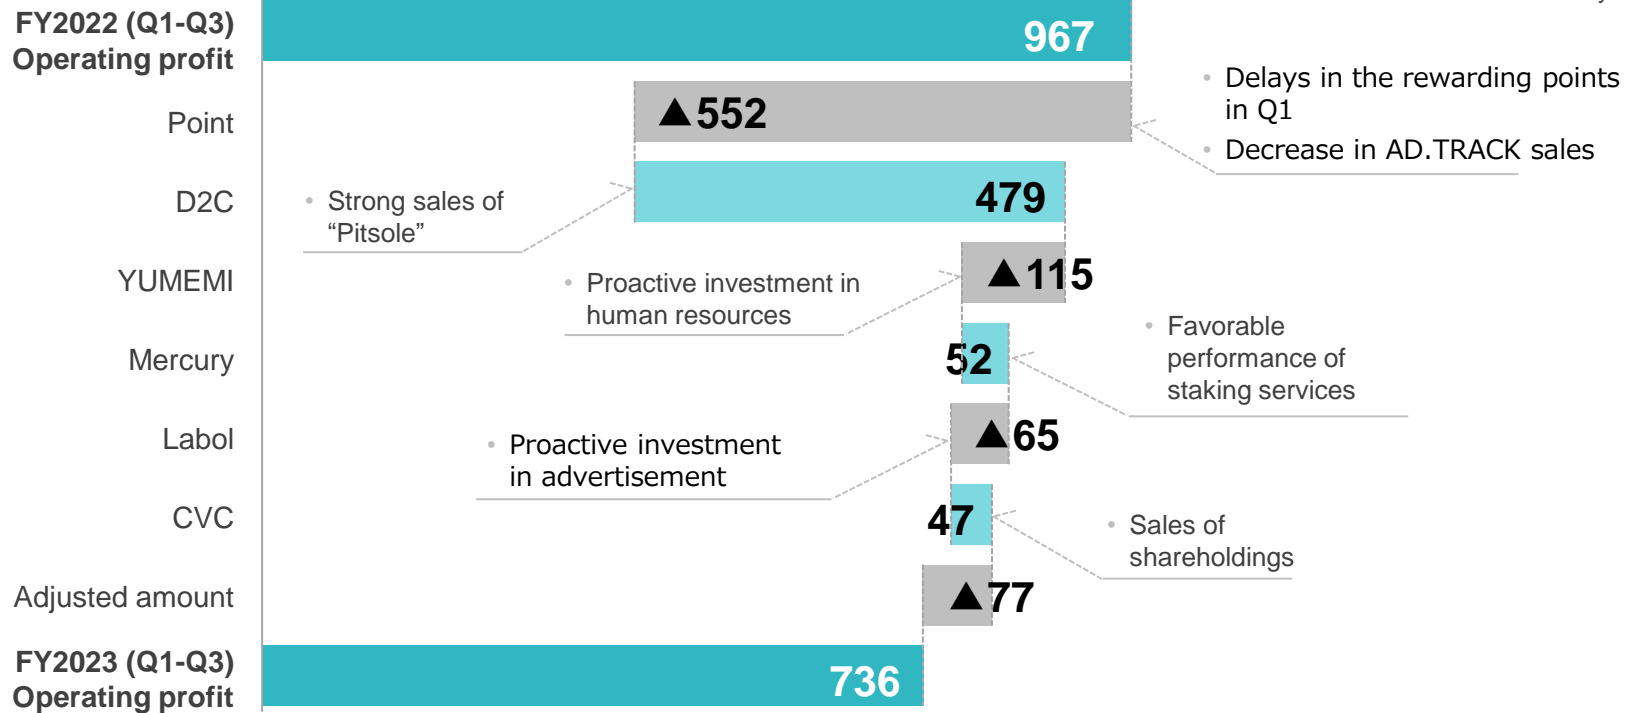 FY2022 (Q1-Q3)
Operating profit
967
Point
▲552
• Delays in the rewarding points
in Q1
• Decrease in AD.TRACK sales
D2C
479
• Strong sales of
“Pitsole”
YUMEMI
▲115
• Proactive investment in
human resources
Mercury
52
• Favorable
performance of
staking services
Labol
▲65
• Proactive investment
in advertisement
CVC
47
• Sales of
shareholdings
Adjusted amount
▲77
FY2023 (Q1-Q3)
Operating profit
736